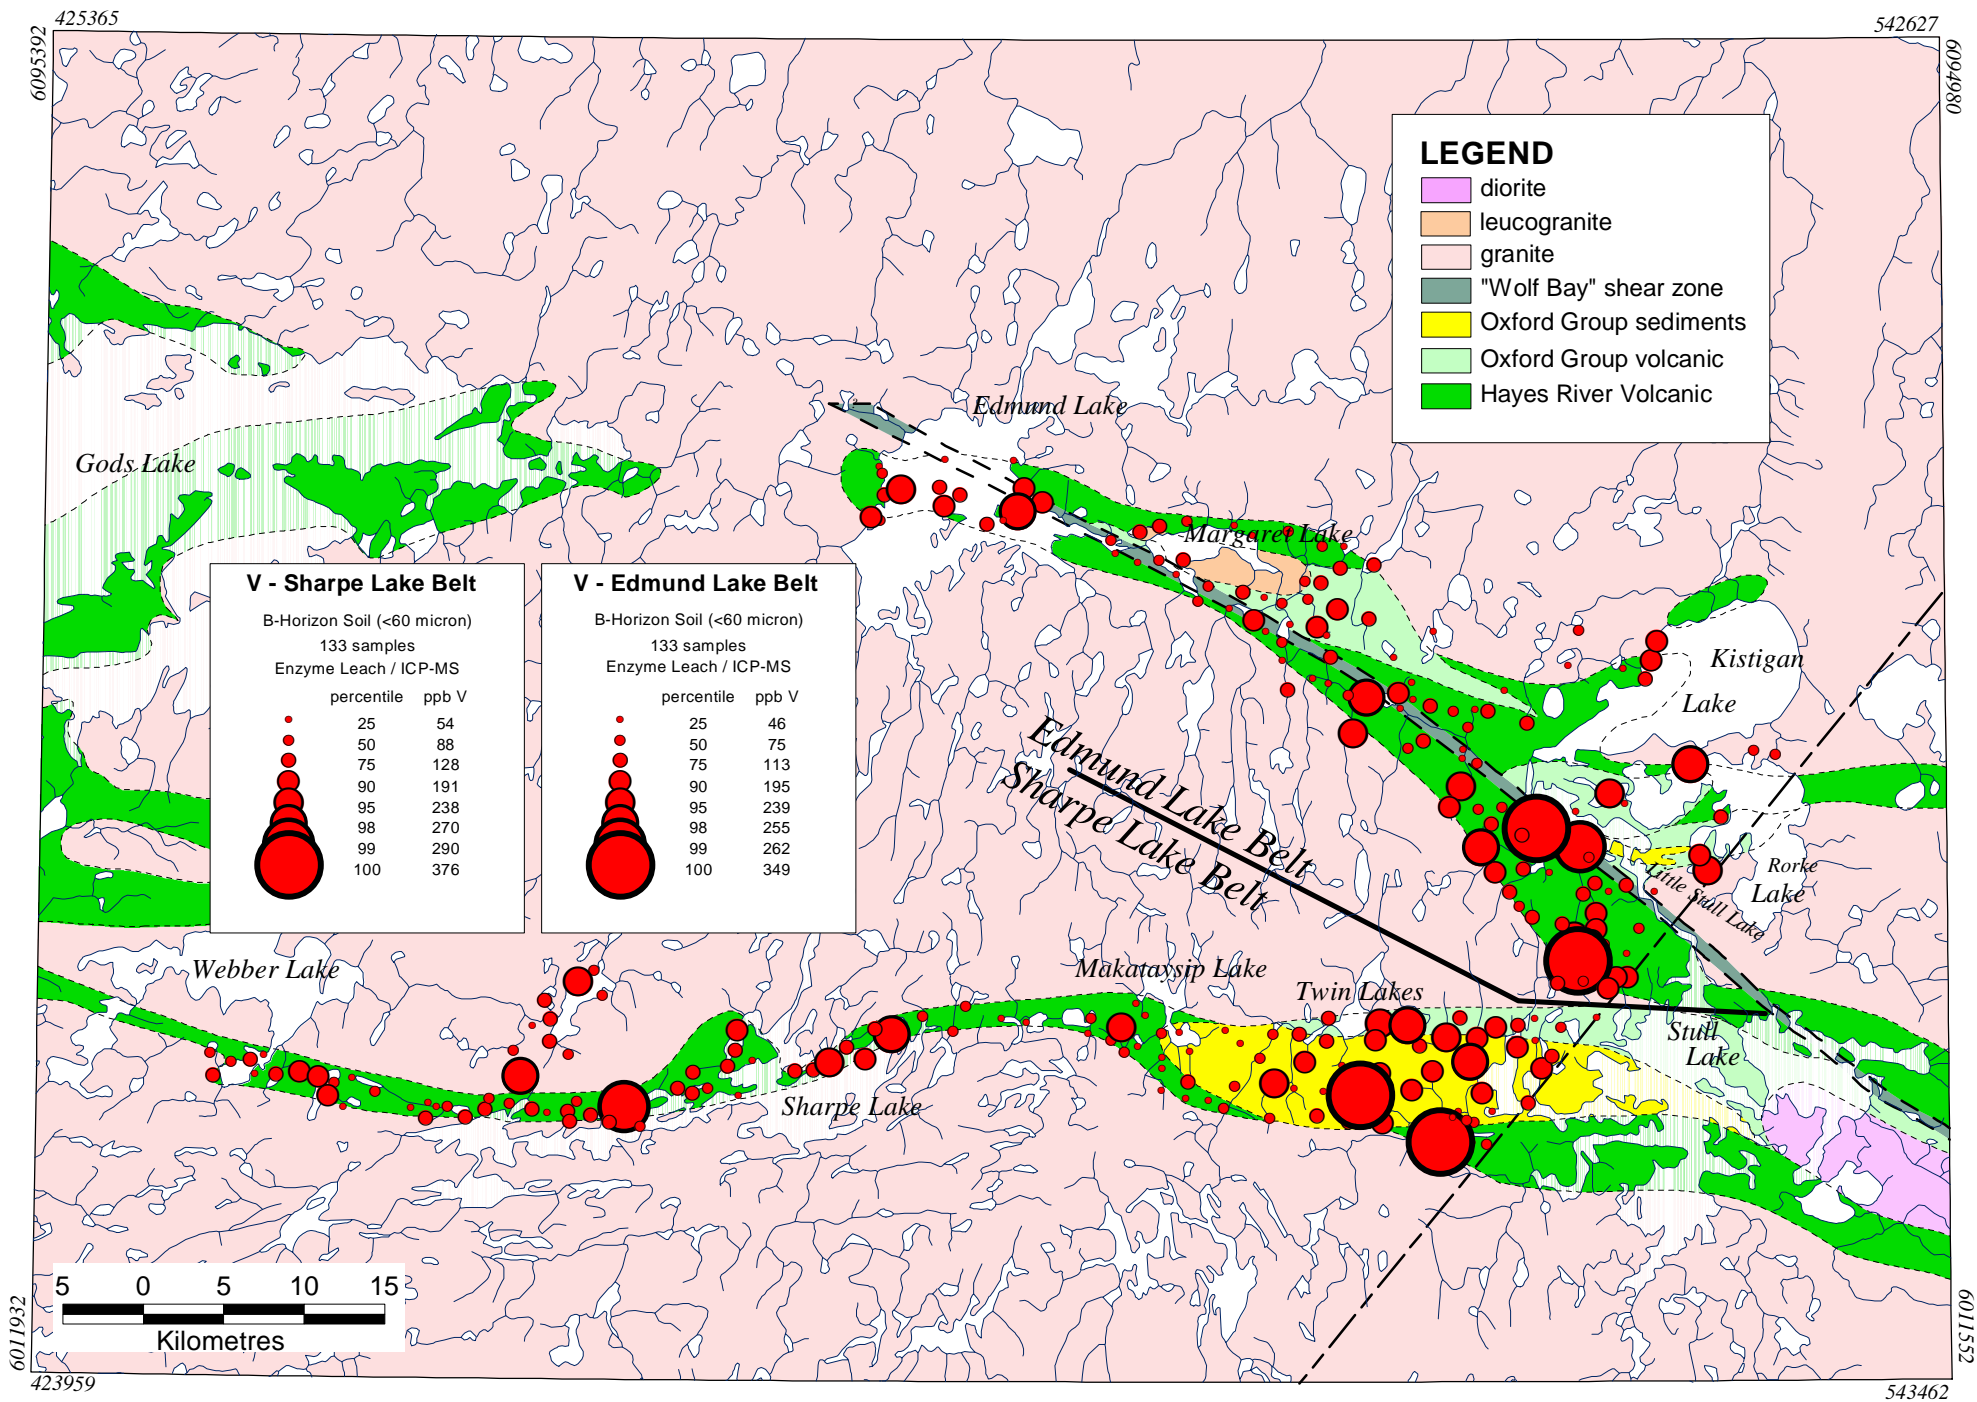 425365
542627
6095392
6094980
LEGEND
diorite
leucogranite
granite
"Wolf Bay" shear zone
Oxford Group sediments
Oxford Group volcanic
Hayes River Volcanic
Edmund Lake
Gods Lake
Margaret Lake
V - Sharpe Lake Belt
B-Horizon Soil (<60 micron)
133 samples
Enzyme Leach / ICP-MS
percentile ppb V
25 54
50 88
75 128
90 191
95 238
98 270
99 290
100 376
V - Edmund Lake Belt
B-Horizon Soil (<60 micron)
133 samples
Enzyme Leach / ICP-MS
percentile ppb V
25 46
50 75
75 113
90 195
95 239
98 255
99 262
100 349
Kistigan
Lake
Edmund Lake Belt
Sharpe Lake Belt
Rorke
Lake
Little Stull Lake
Webber Lake
Makataysip Lake
Twin Lakes
Stull
Lake
Sharpe Lake
5 0 5 10 15
Kilometres
6011932
6011552
423959
543462